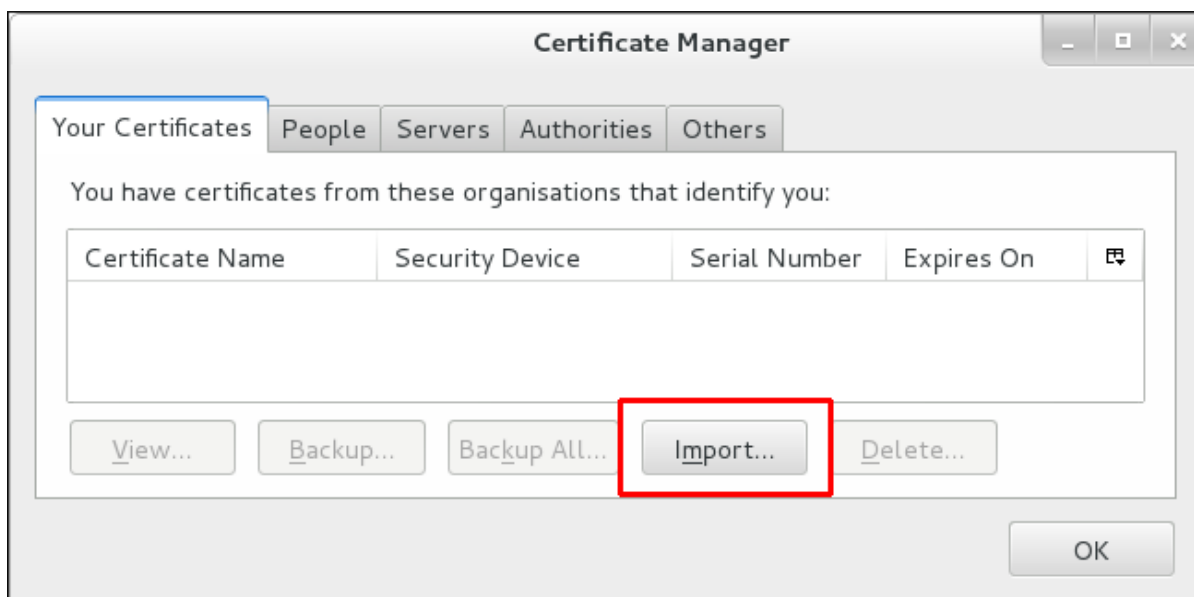 Certificate Manager
Your Certificates People Servers Authorities Others
You have certificates from these organisations that identify you:
Certificate Name Security Device Serial Number Expires On
View... Backup... Backup All... Import... Delete...
OK